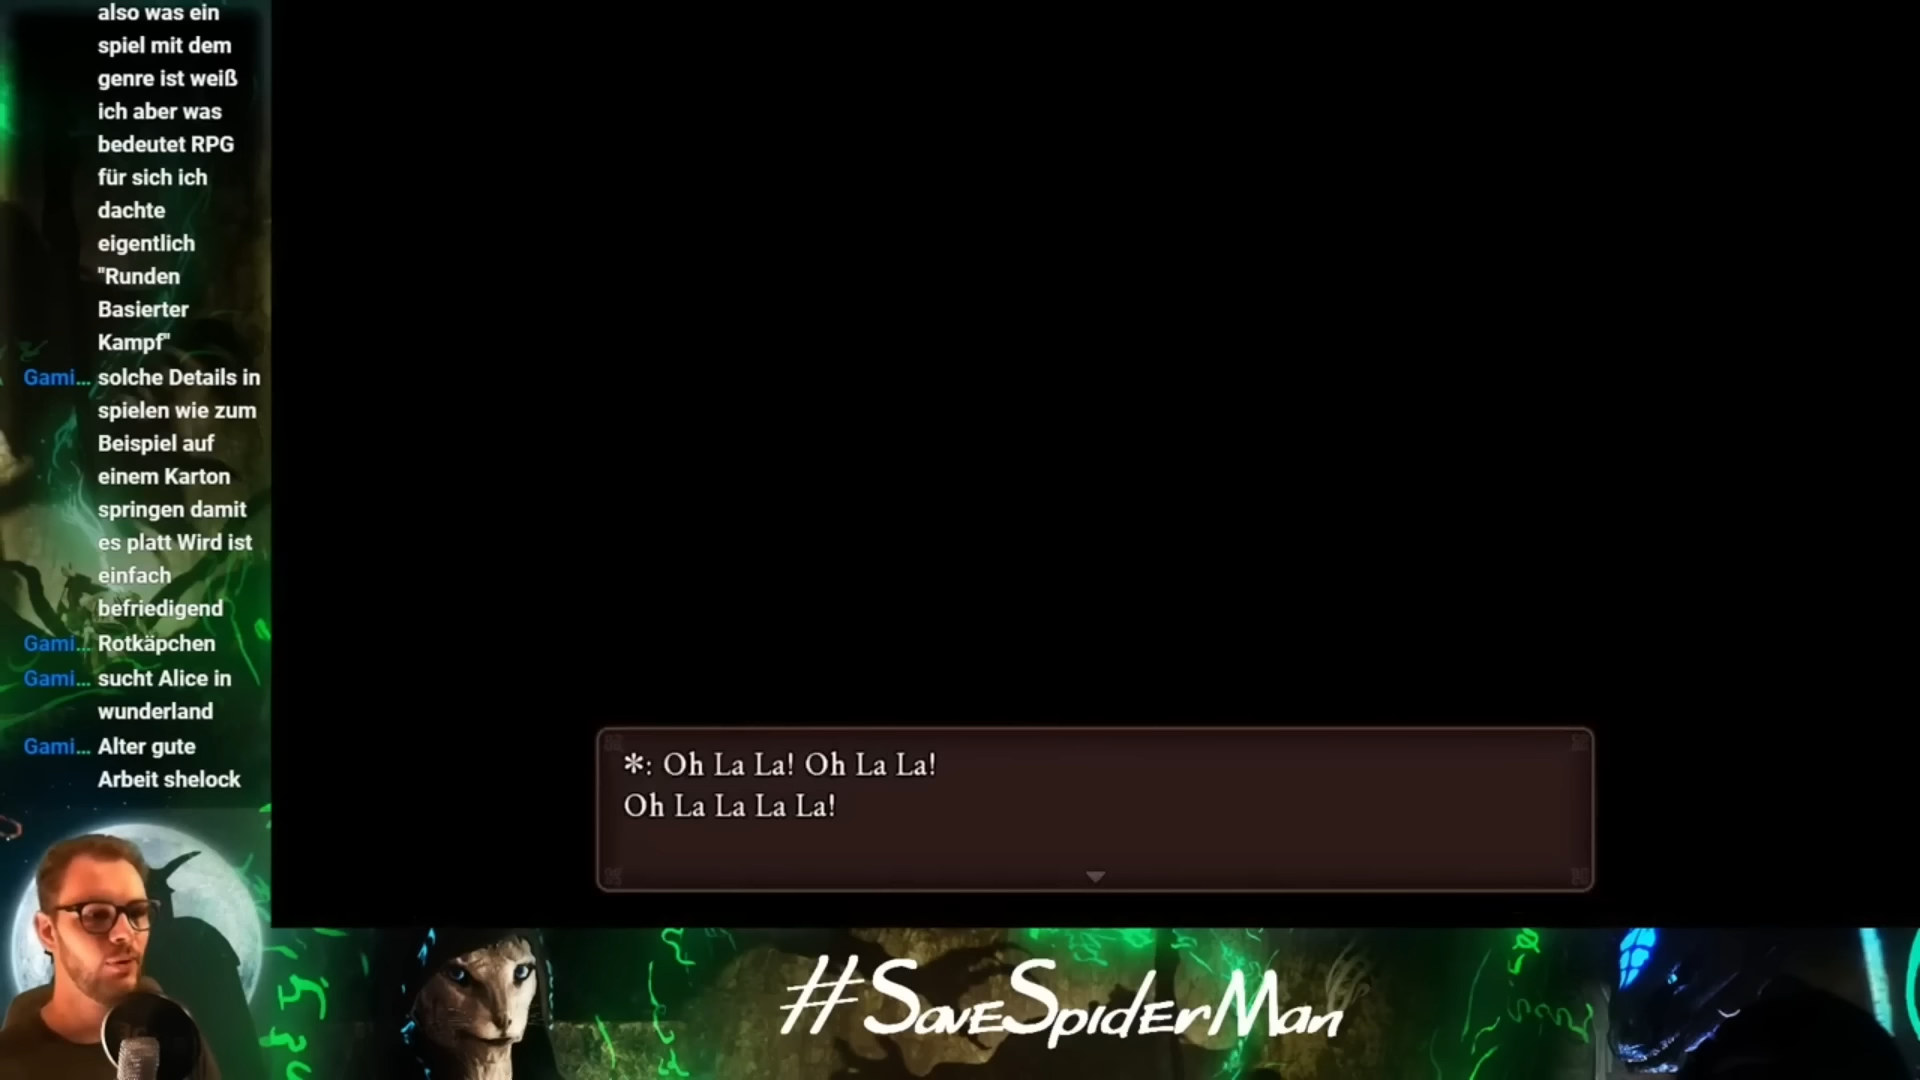 also was ein
spiel mit dem
genre ist weiß
ich aber was
bedeutet RPG
für sich ich
dachte
eigentlich
"Runden
Basierter
Kampf"
Gami... solche Details in
spielen wie zum
Beispiel auf
einem Karton
springen damit
es platt Wird ist
einfach
befriedigend
Gami... Rotkäpchen
Gami... sucht Alice in
wunderland
Gami... Alter gute
Arbeit shelock
*: Oh La La! Oh La La!
Oh La La La La!
#SaveSpiderMan